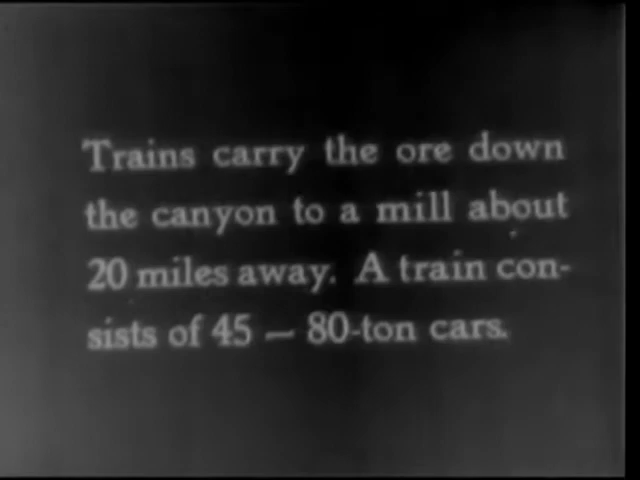 Trains carry the ore down
the canyon to a mill about
20 miles away. A train con-
sists of 45 — 80-ton cars.